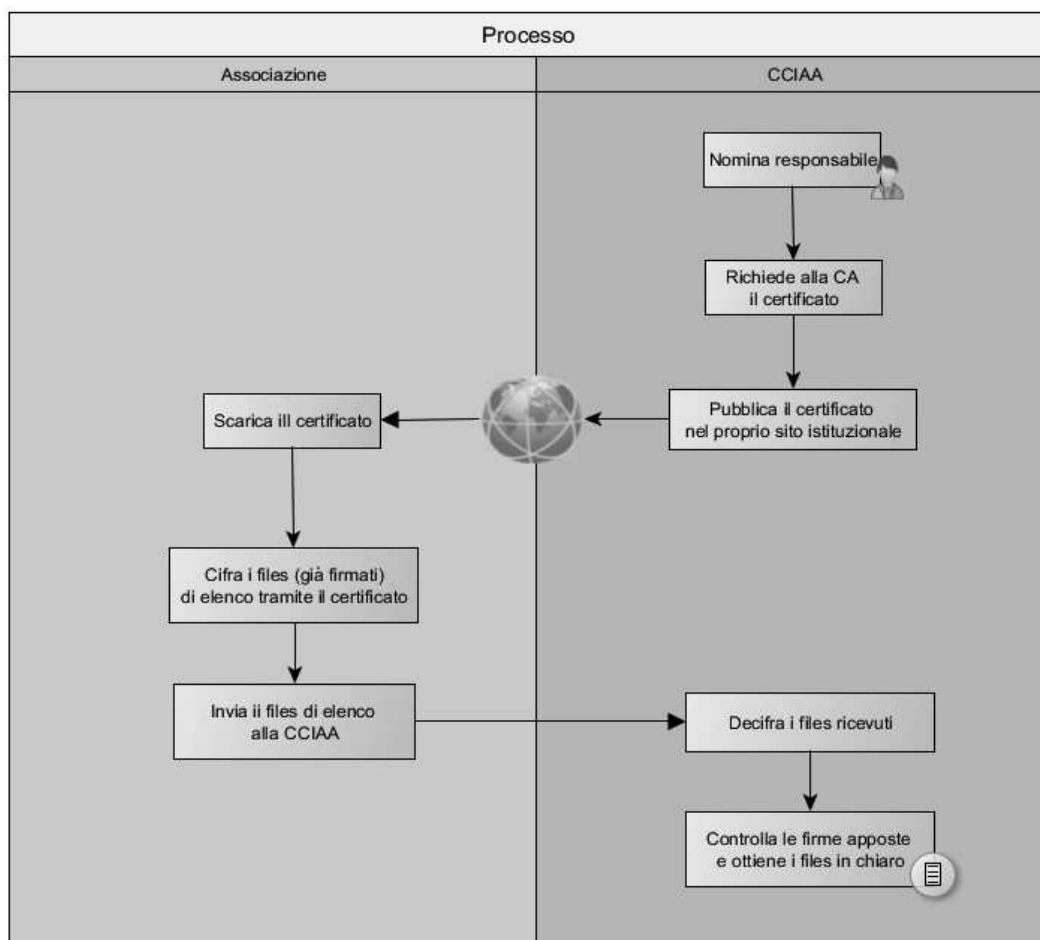 Processo
Associazione
CCIAA
Nomina responsabile
Richiede alla CA
il certificato
Pubblica il certificato
nel proprio sito istituzionale
Scarica ill certificato
Cifra i files (già firmati)
di elenco tramite il certificato
Invia ii files di elenco
alla CCIAA
Decifra i files ricevuti
Controlla le firme apposte
e ottiene i files in chiaro